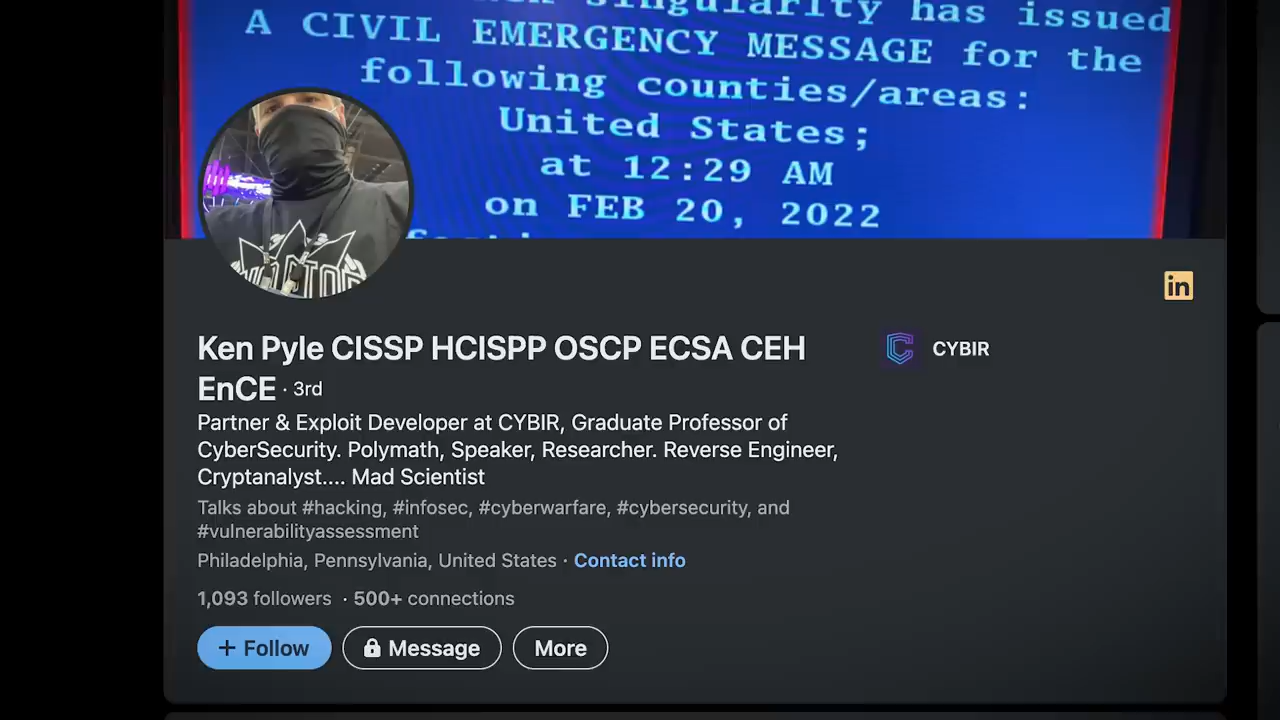 singularity has issued
A CIVIL EMERGENCY MESSAGE for the
following counties/areas:
United States;
at 12:29 AM
on FEB 20, 2022
in
Ken Pyle CISSP HCISPP OSCP ECSA CEH
EnCE · 3rd
CYBIR
Partner & Exploit Developer at CYBIR, Graduate Professor of
CyberSecurity. Polymath, Speaker, Researcher. Reverse Engineer,
Cryptanalyst.... Mad Scientist
Talks about #hacking, #infosec, #cyberwarfare, #cybersecurity, and
#vulnerabilityassessment
Philadelphia, Pennsylvania, United States · Contact info
1,093 followers · 500+ connections
+ Follow
Message
More